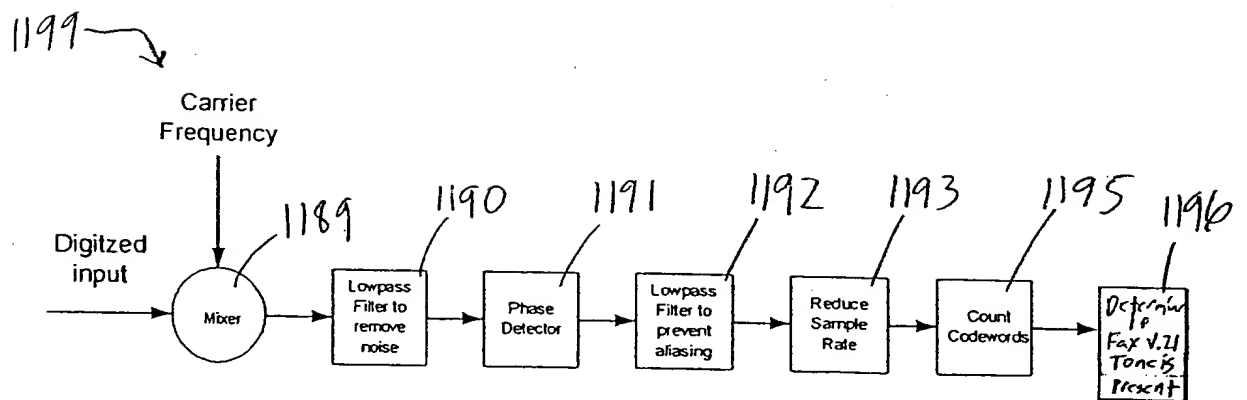 1199
Carrier
Frequency
Digitzed
input
1189
Mixer
1190
Lowpass
Filter to
remove
noise
1191
Phase
Detector
1192
Lowpass
Filter to
prevent
aliasing
1193
Reduce
Sample
Rate
1195
Count
Codewords
1196
Fax V.21
Tone is
Present